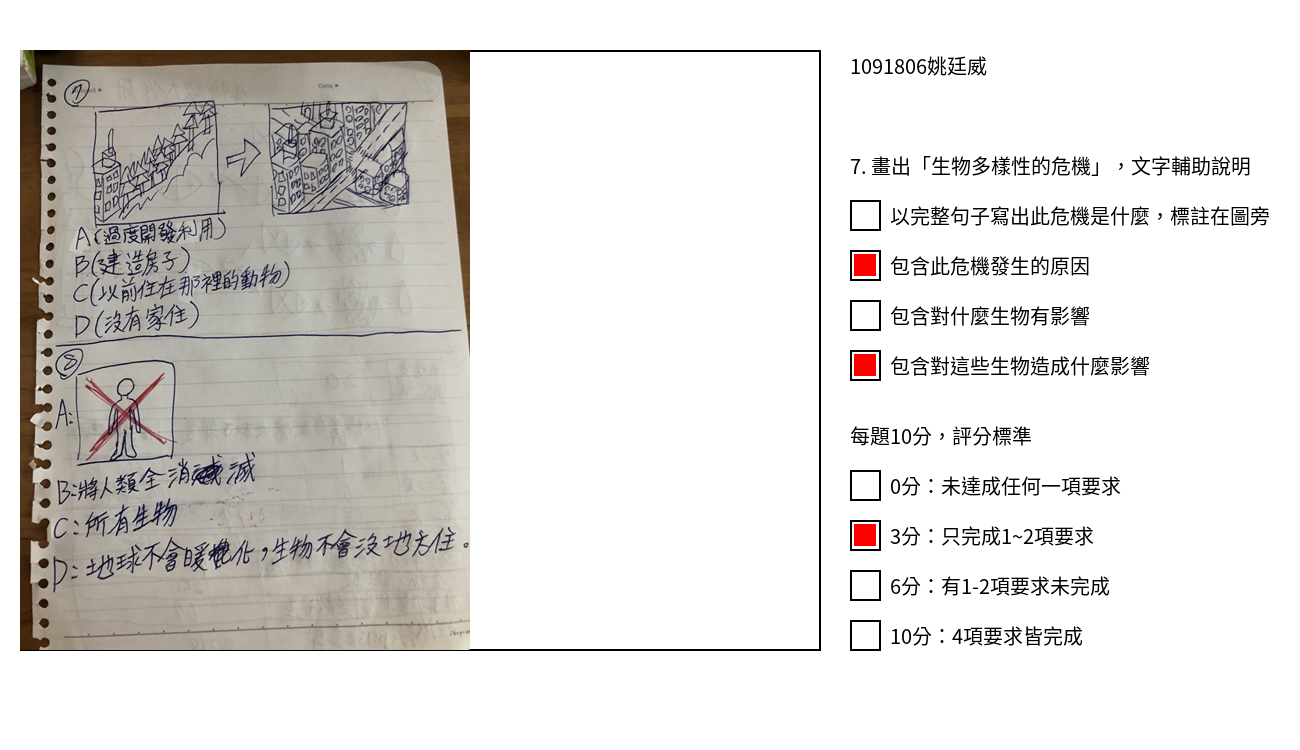 7
Date
A(過度開發利用)
B(建造房子)
C(以前住在那裡的動物)
D(沒有家住)
8
A:
B:將人類全消滅
C:所有生物
D:地球不會暖化,生物不會沒地方住。
1091806姚廷威
7. 畫出「生物多樣性的危機」,文字輔助說明
以完整句子寫出此危機是什麼,標註在圖旁
包含此危機發生的原因
包含對什麼生物有影響
包含對這些生物造成什麼影響
每題10分,評分標準
0分:未達成任何一項要求
3分:只完成1~2項要求
6分:有1-2項要求未完成
10分:4項要求皆完成